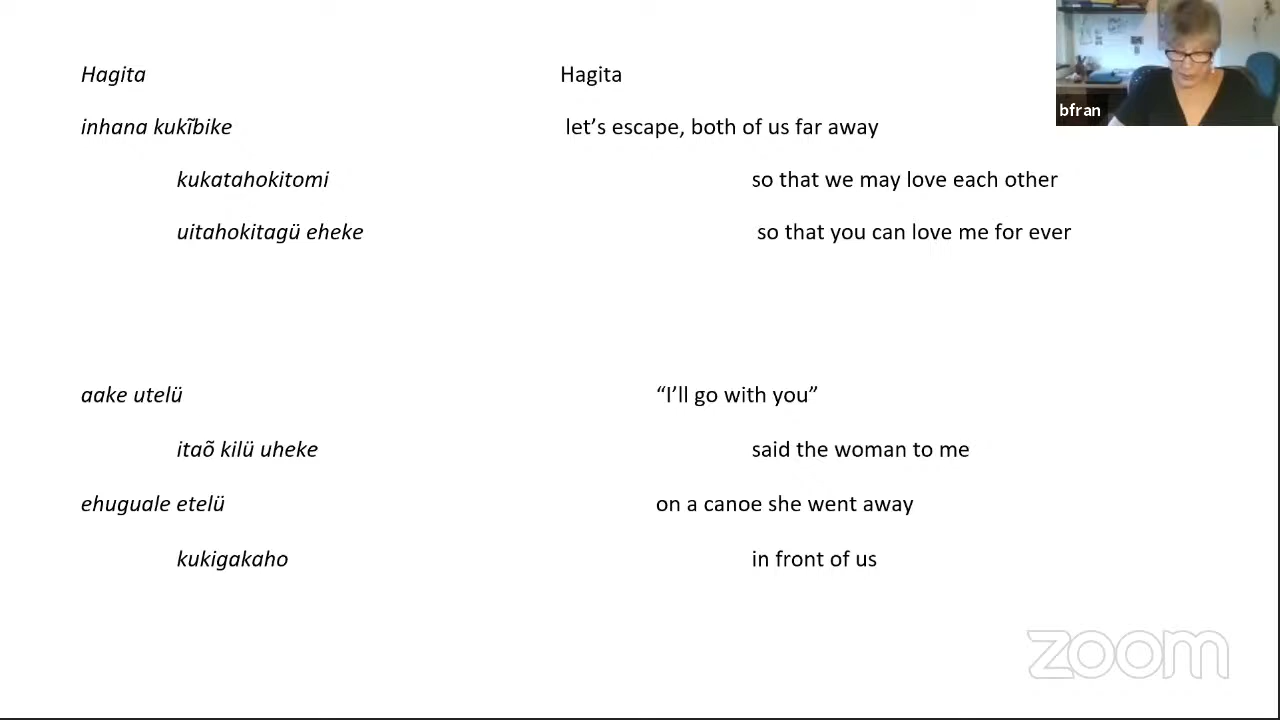 Hagita Hagita
inhana kukĩbike let’s escape, both of us far away
kukatahokitomi so that we may love each other
uitahokitagü eheke so that you can love me for ever
aake utelü “I’ll go with you”
itaõ kilü uheke said the woman to me
ehuguale etelü on a canoe she went away
kukigakaho in front of us
bfran
zoom